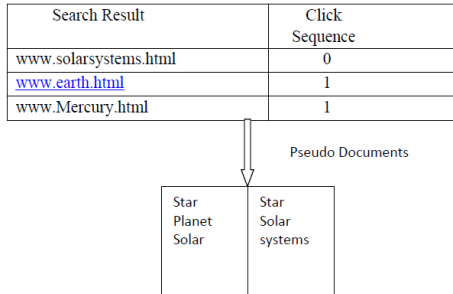 Search Result Click
Sequence
www.solarsystems.html 0
www.earth.html 1
www.Mercury.html 1
Pseudo Documents
Star Star
Planet Solar
Solar systems